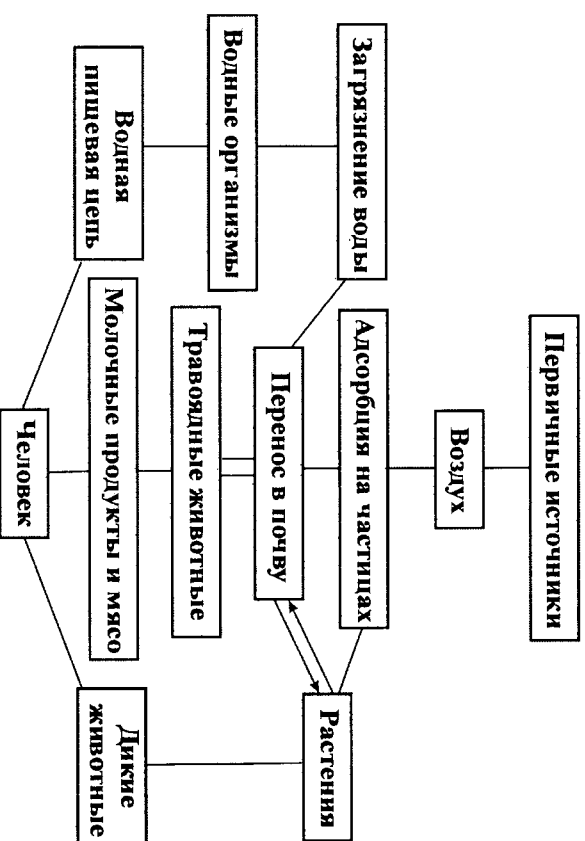 Первичные источники
Воздух
Загрязнение воды
Адсорбция на частицах
Растения
Водные организмы
Перенос в почву
Травоядные животные
Водная
пищевая цепь
Молочные продукты и мясо
Дикие
животные
Человек